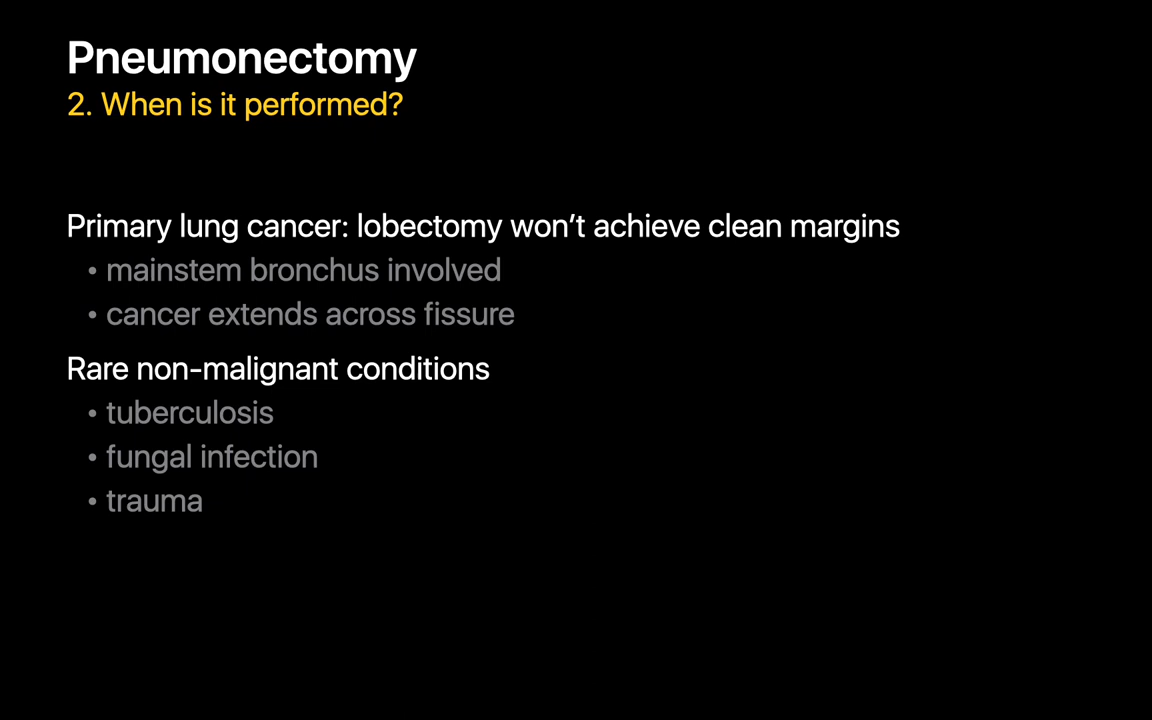 Pneumonectomy
2. When is it performed?
Primary lung cancer: lobectomy won’t achieve clean margins
• mainstem bronchus involved
• cancer extends across fissure
Rare non-malignant conditions
• tuberculosis
• fungal infection
• trauma